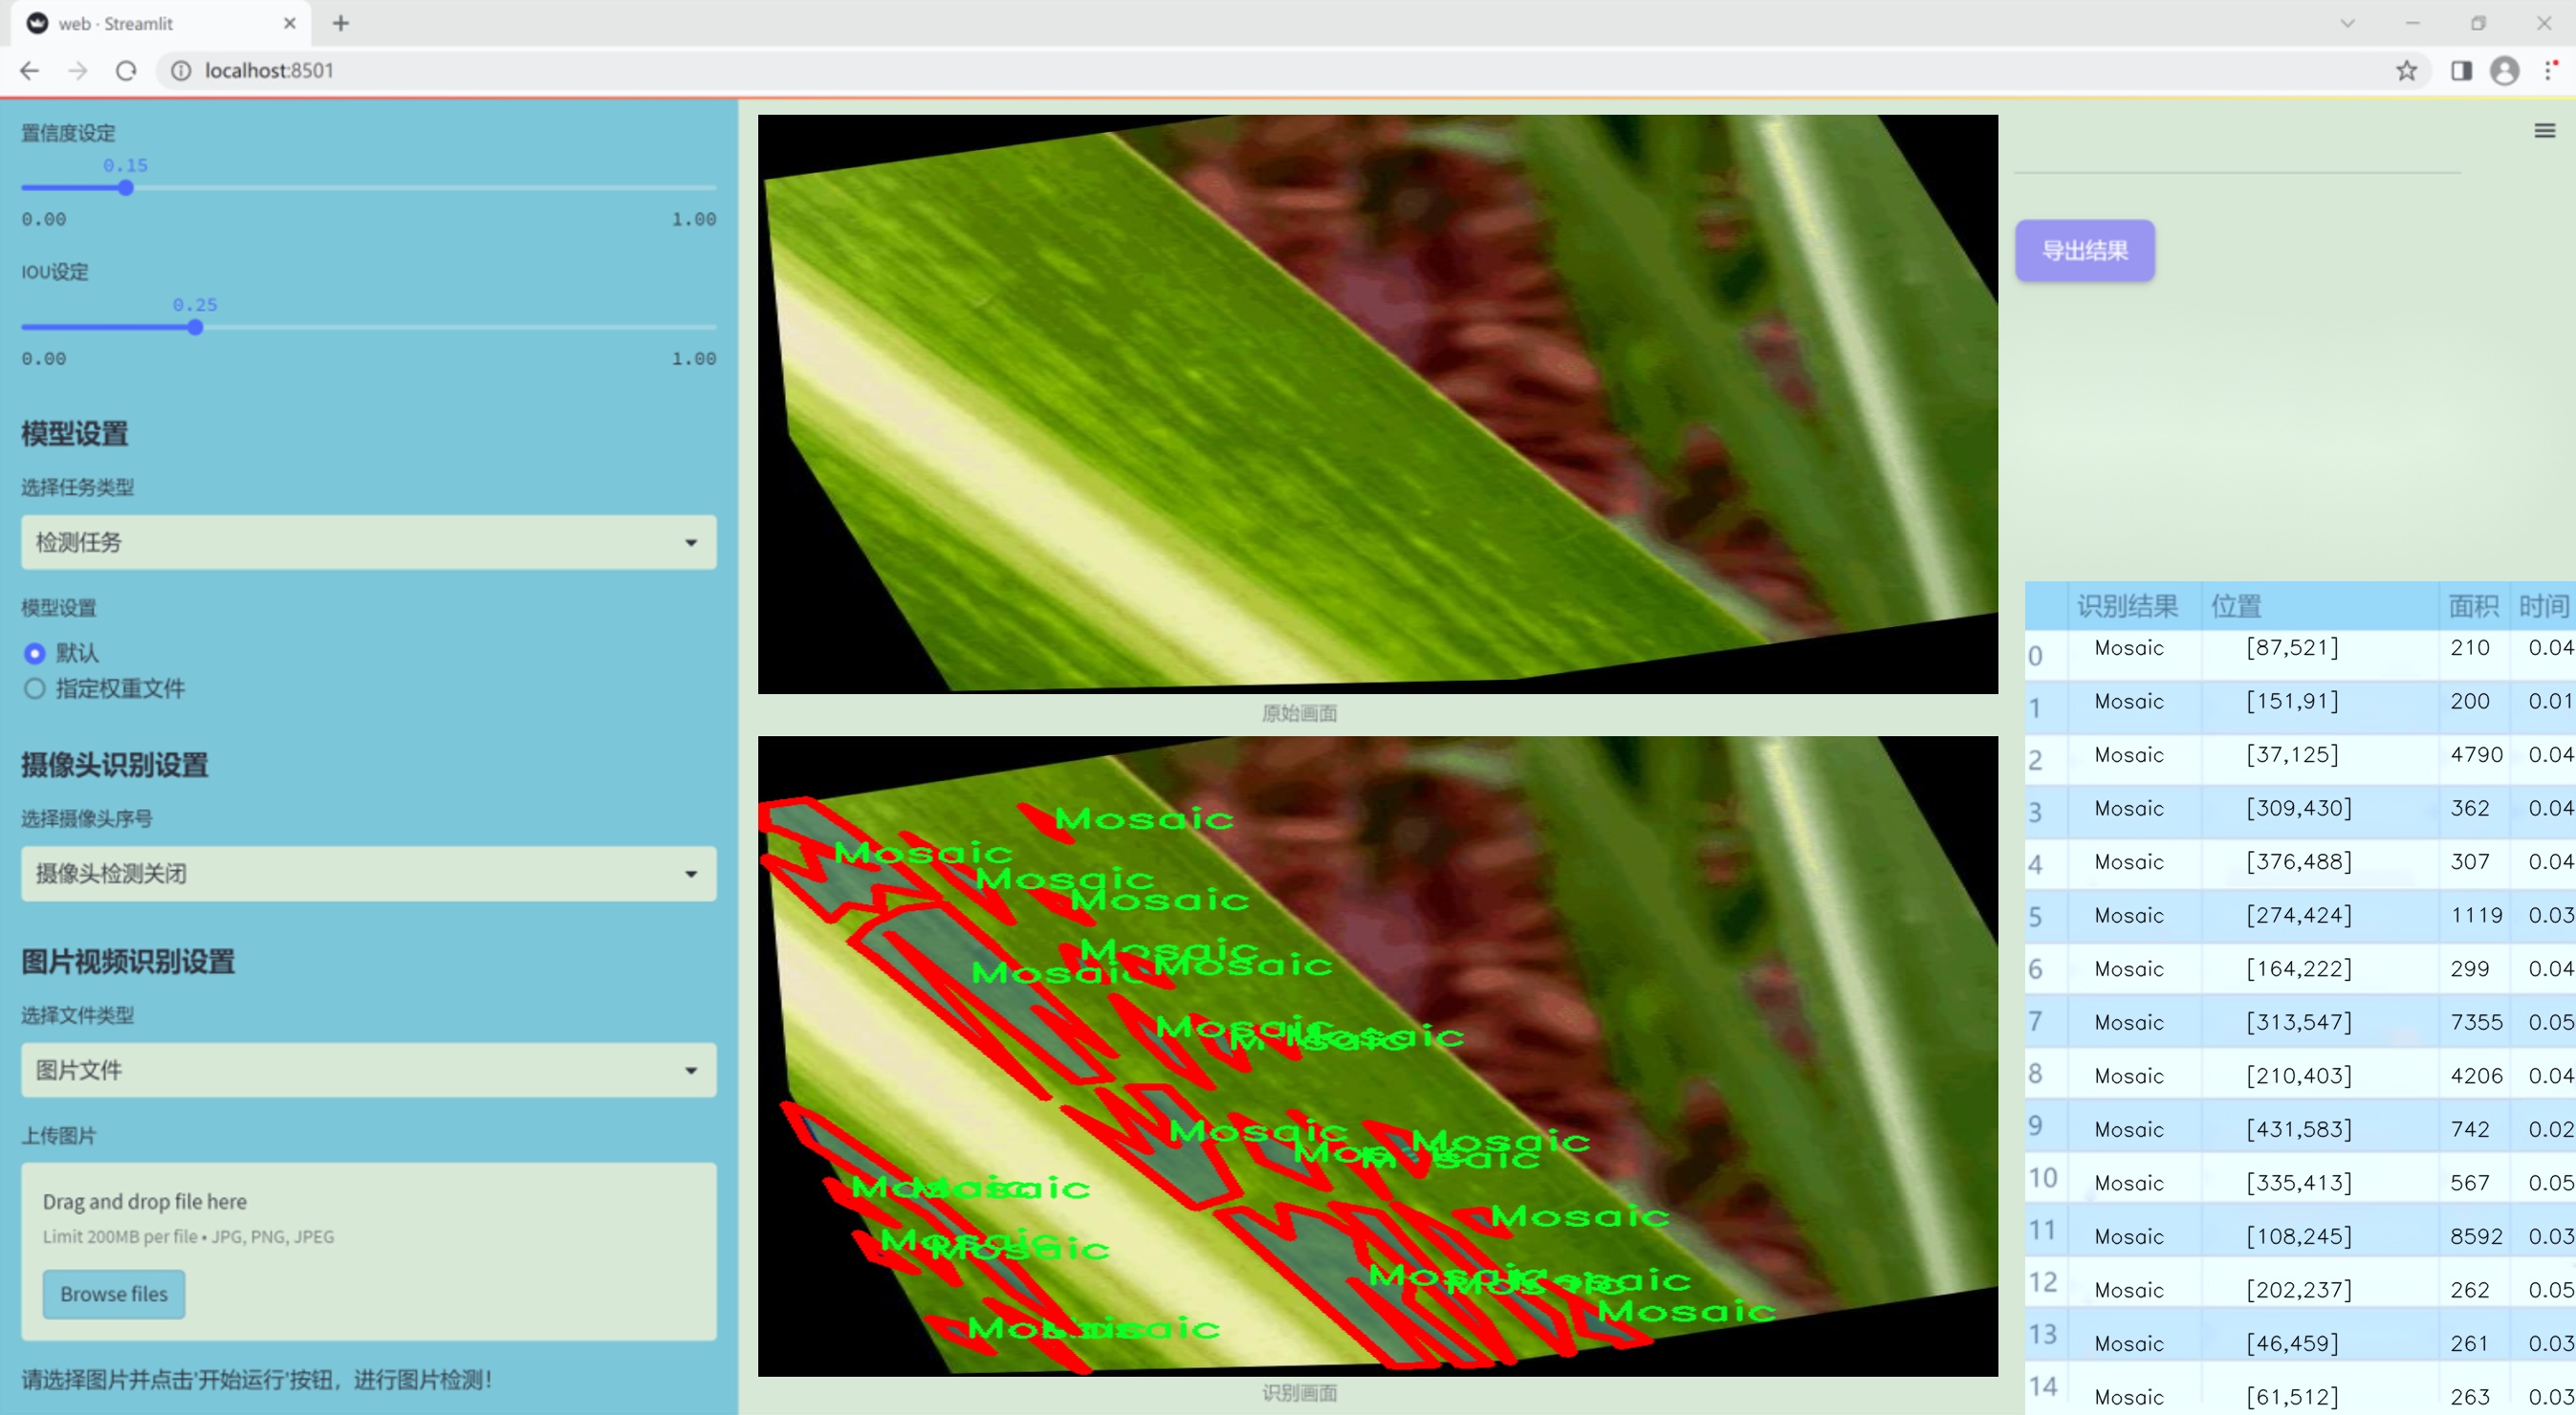 web · Streamlit
localhost:8501
置信度设定
0.15
0.00 1.00
IOU设定
0.25
0.00 1.00
模型设置
选择任务类型
检测任务
模型设置
默认
指定权重文件
摄像头识别设置
选择摄像头序号
摄像头检测关闭
图片视频识别设置
选择文件类型
图片文件
上传图片
Drag and drop file here
Limit 200MB per file • JPG, PNG, JPEG
Browse files
请选择图片并点击'开始运行'按钮，进行图片检测！
原始画面
Mosaic
Mosaic
Mosaic
Mosaic
Mosaic
Mosaic
Mosaic
Mosaic
Mosaic
Mosaic
Mosaic
Mosaic
Mosaic
识别画面
导出结果
识别结果 位置 面积 时间
0 Mosaic [87,521] 210 0.04
1 Mosaic [151,91] 200 0.01
2 Mosaic [37,125] 4790 0.04
3 Mosaic [309,430] 362 0.04
4 Mosaic [376,488] 307 0.04
5 Mosaic [274,424] 1119 0.03
6 Mosaic [164,222] 299 0.04
7 Mosaic [313,547] 7355 0.05
8 Mosaic [210,403] 4206 0.04
9 Mosaic [431,583] 742 0.02
10 Mosaic [335,413] 567 0.05
11 Mosaic [108,245] 8592 0.03
12 Mosaic [202,237] 262 0.05
13 Mosaic [46,459] 261 0.03
14 Mosaic [61,512] 263 0.03